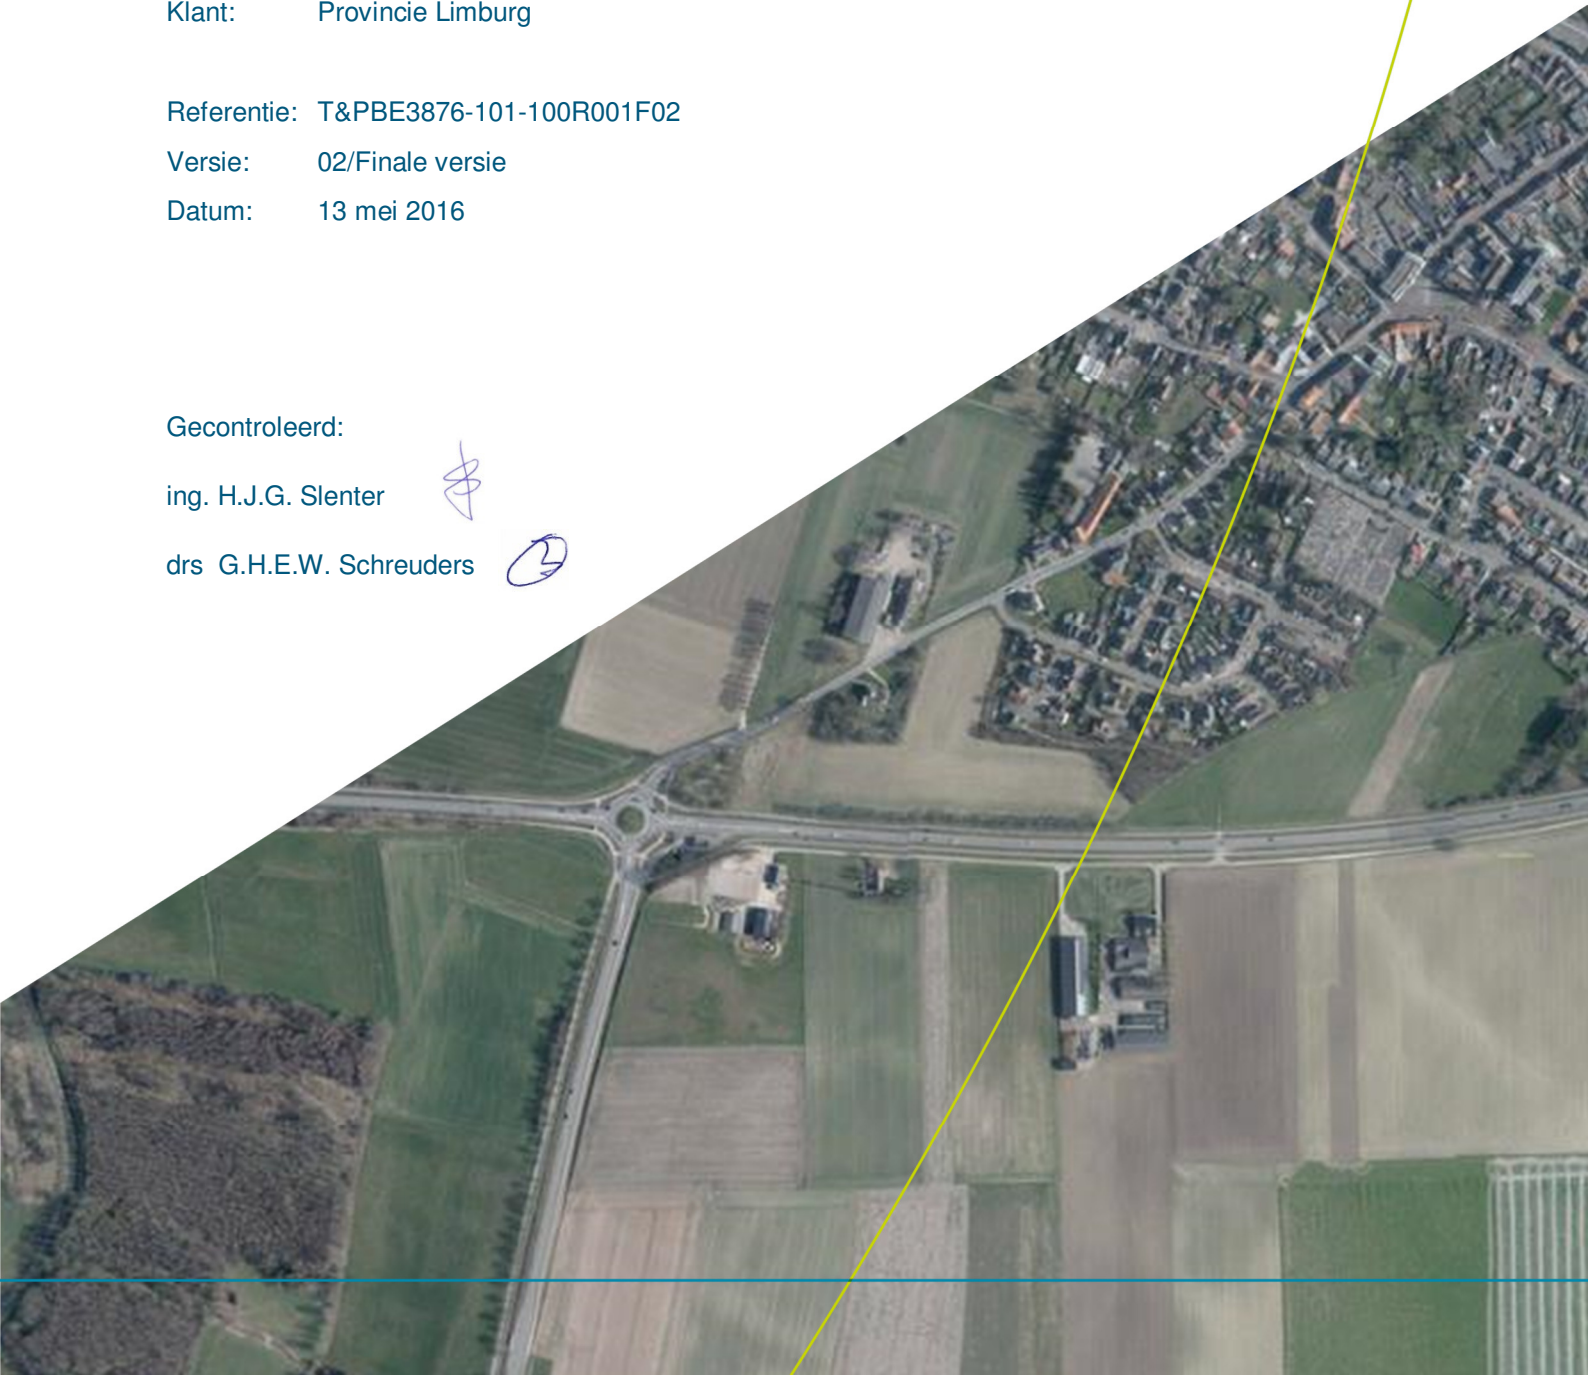 Klant: Provincie Limburg
Referentie: T&PBE3876-101-100R001F02
Versie: 02/Finale versie
Datum: 13 mei 2016
Gecontroleerd:
ing. H.J.G. Slenter
drs G.H.E.W. Schreuders